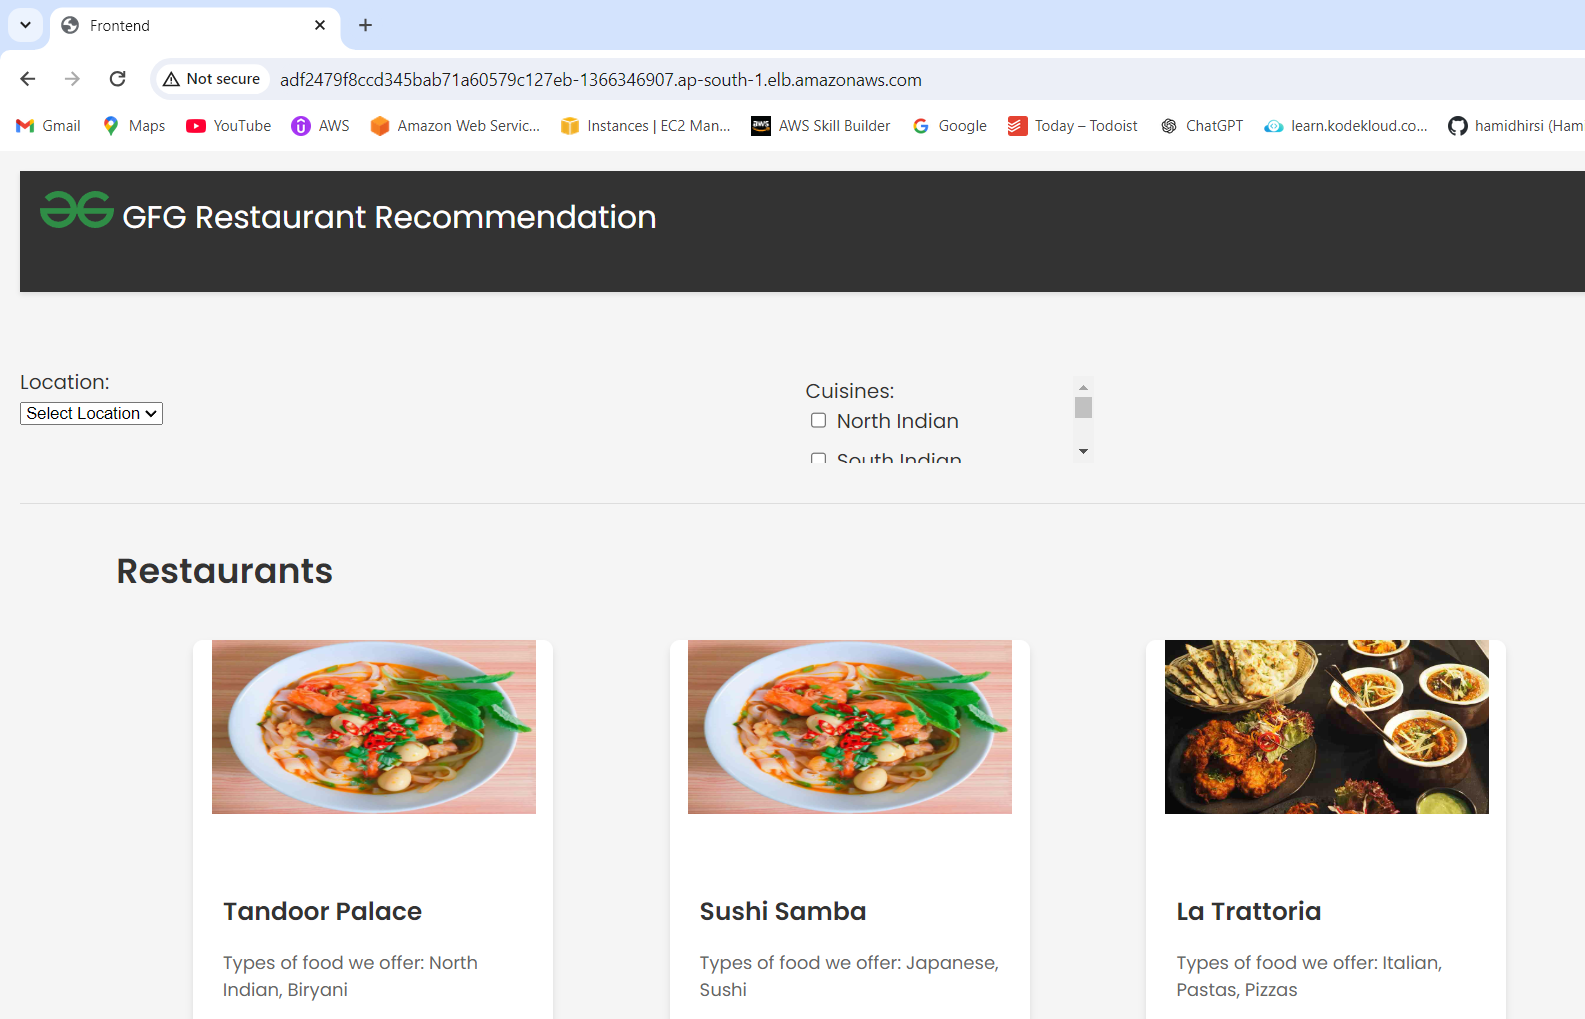 Frontend
Not secure
adf2479f8ccd345bab71a60579c127eb-1366346907.ap-south-1.elb.amazonaws.com
Gmail
Maps
YouTube
AWS
Amazon Web Servic...
Instances | EC2 Man...
aws
AWS Skill Builder
Google
Today – Todoist
ChatGPT
learn.kodekloud.co...
hamidhirsi (Ham
GFG Restaurant Recommendation
Location:
Select Location
Cuisines:
North Indian
South Indian
Restaurants
Tandoor Palace
Types of food we offer: North
Indian, Biryani
Sushi Samba
Types of food we offer: Japanese,
Sushi
La Trattoria
Types of food we offer: Italian,
Pastas, Pizzas